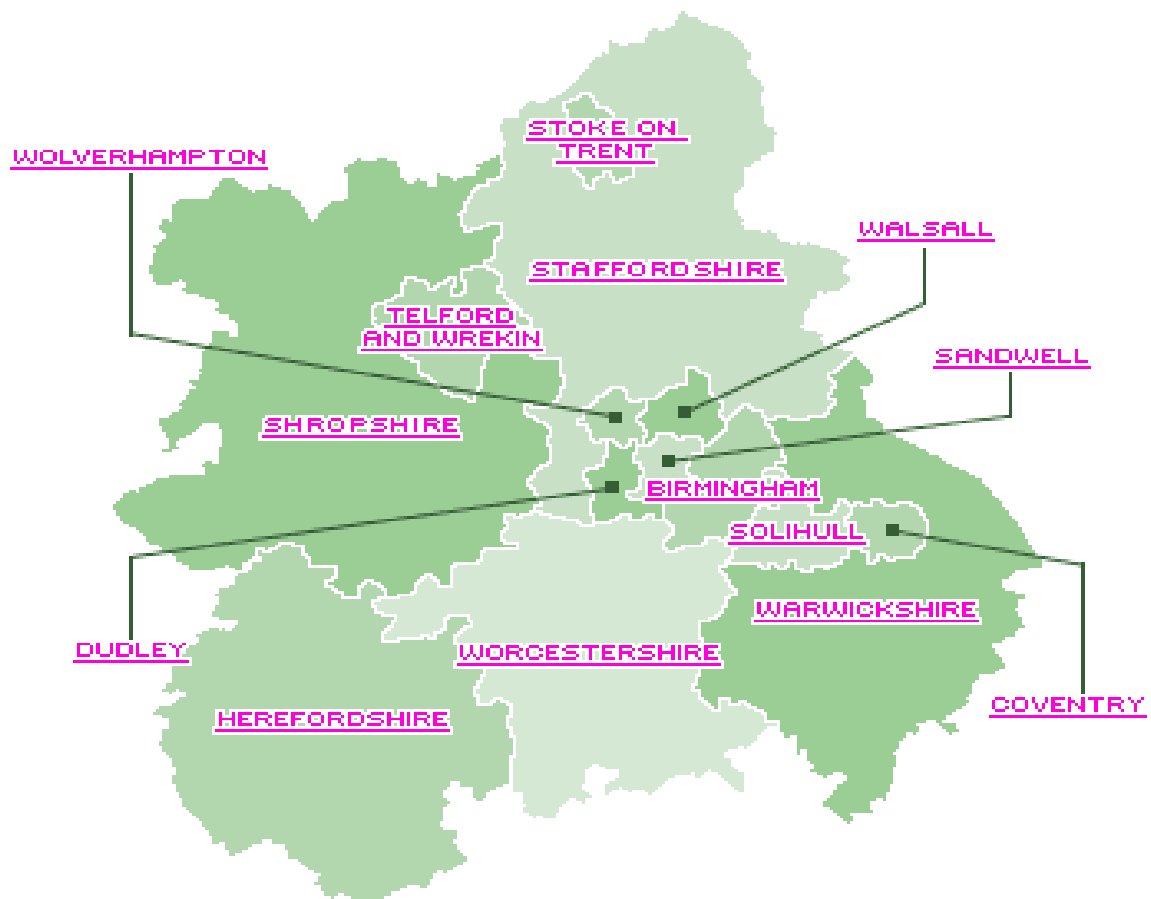 STOKE ON
TRENT
WOLVERHAMPTON
WALSALL
STAFFORDSHIRE
TELFORD
AND WREKIN
SANDWELL
SHROPSHIRE
BIRMINGHAM
SOLIHULL
WARWICKSHIRE
DUDLEY
WORCESTERSHIRE
COVENTRY
HEREFORDSHIRE